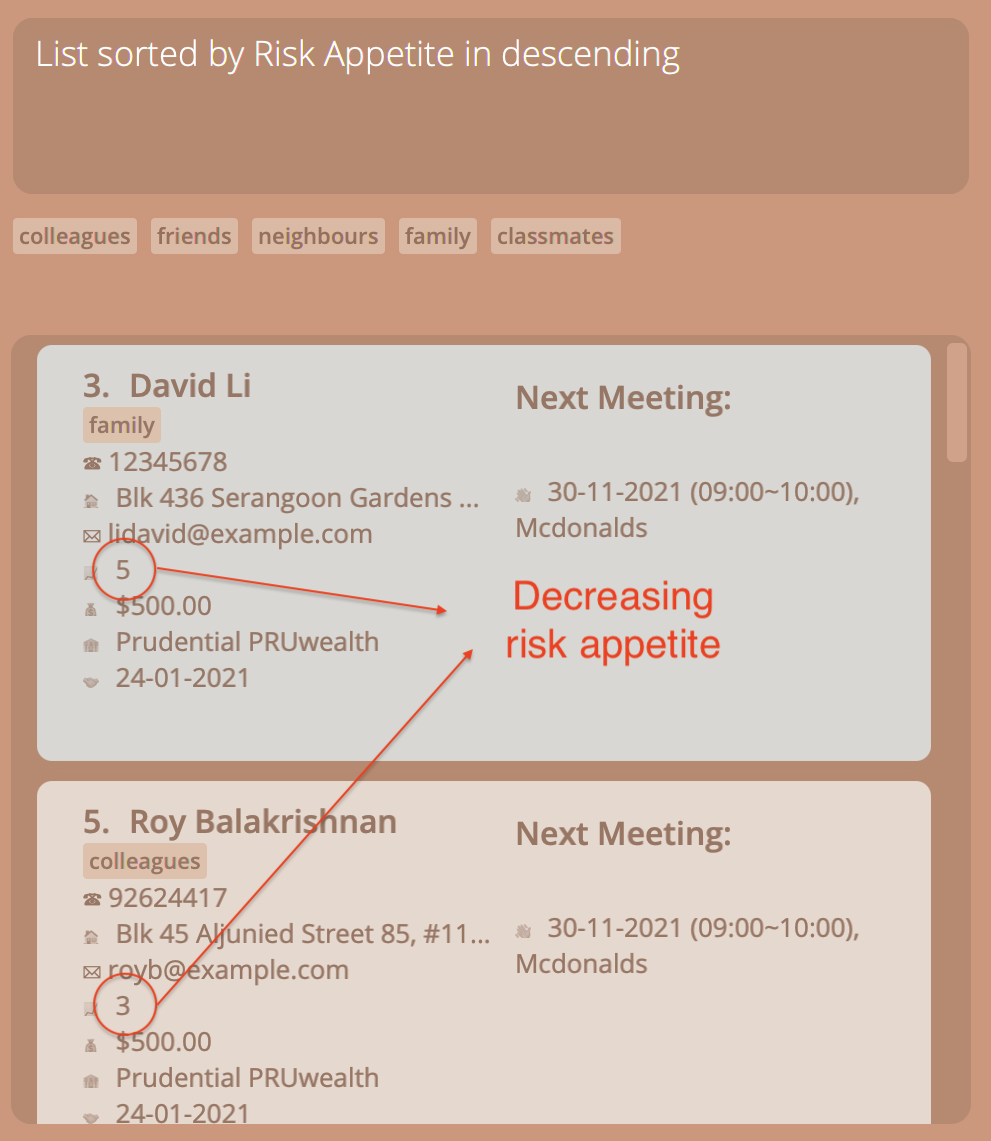 List sorted by Risk Appetite in descending
colleagues friends neighbours family classmates
3. David Li
family
12345678
Blk 436 Serangoon Gardens ...
lidavid@example.com
5
$500.00
Prudential PRUwealth
24-01-2021
Next Meeting:
30-11-2021 (09:00~10:00),
Mcdonalds
Decreasing
risk appetite
5. Roy Balakrishnan
colleagues
92624417
Blk 45 Aljunied Street 85, #11...
royb@example.com
3
$500.00
Prudential PRUwealth
24-01-2021
Next Meeting:
30-11-2021 (09:00~10:00),
Mcdonalds